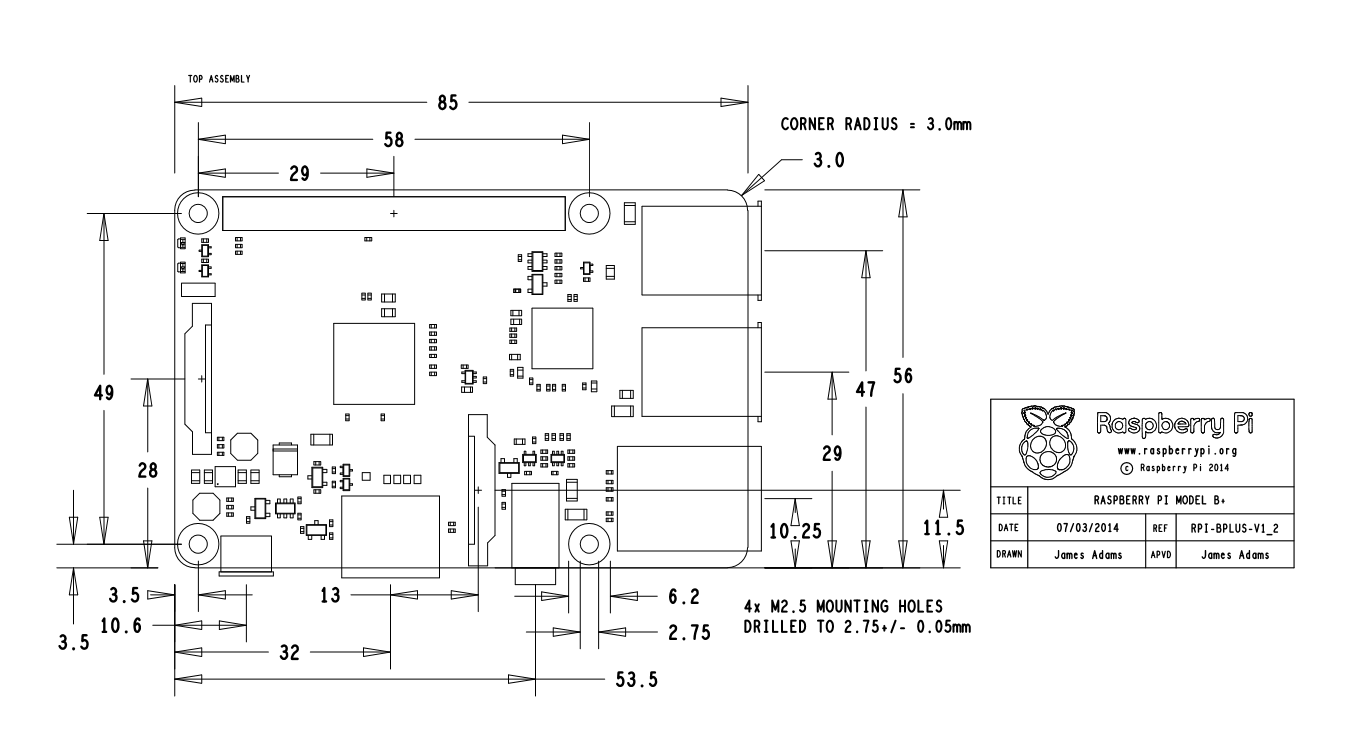 TOP ASSEMBLY
85
CORNER RADIUS = 3.0mm
58
3.0
29
56
47
49
29
28
Raspberry Pi
www.raspberrypi.org
© Raspberry Pi 2014
TITLE RASPBERRY PI MODEL B+
DATE 07/03/2014 REF RPI-BPLUS-V1_2
DRAWN James Adams APVD James Adams
10.25
11.5
3.5
13
6.2
4x M2.5 MOUNTING HOLES
DRILLED TO 2.75+/- 0.05mm
10.6
2.75
3.5
32
53.5